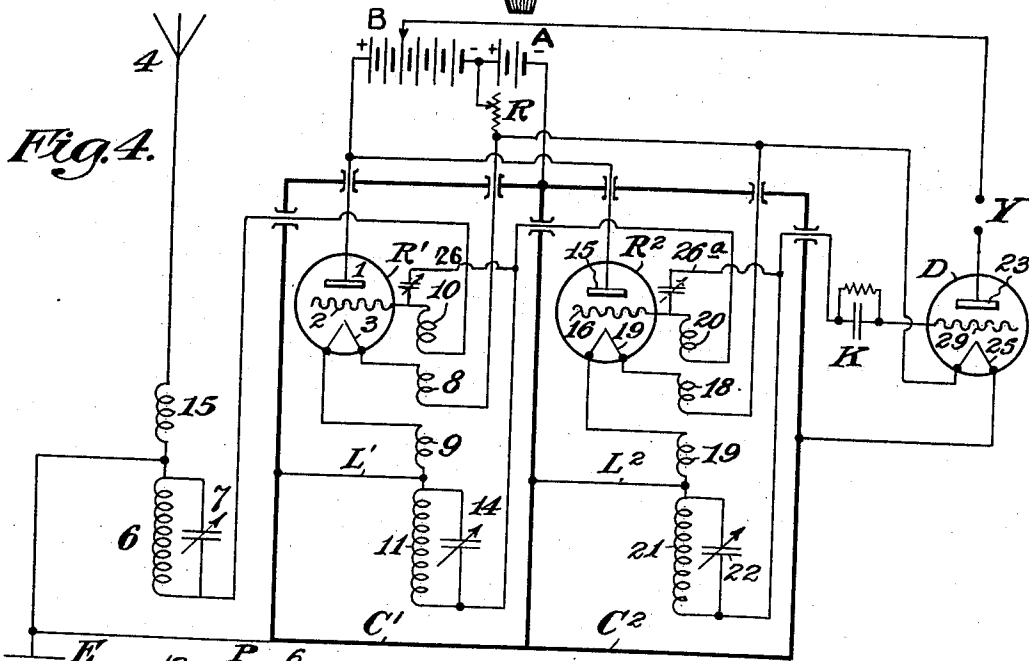 B
+ - + - A
4
R
Fig. 4.
Y
R' 26 15 R² 26ª D 23
1 10
2 3 16 19 20 29 25
K
8 18
15
9 19
L' L²
7 14
6 11 21 22
C' C²
E P 6